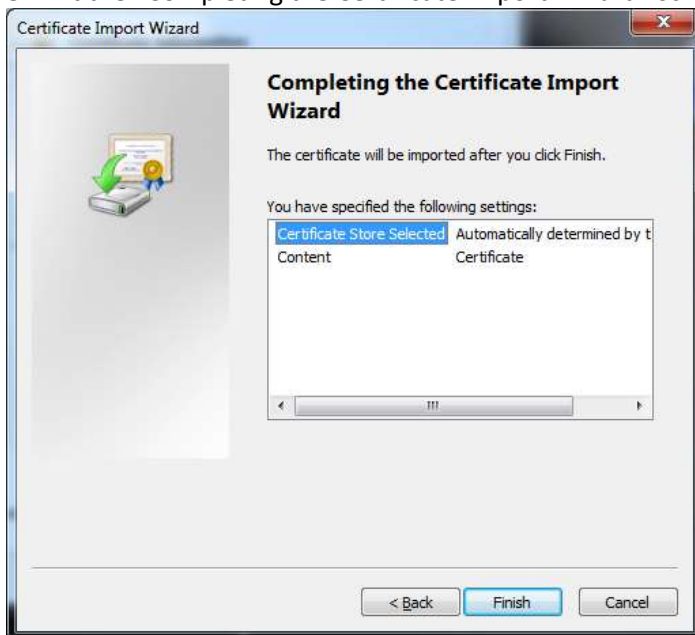 Certificate Import Wizard
Completing the Certificate Import
Wizard
The certificate will be imported after you click Finish.
You have specified the following settings:
Certificate Store Selected Automatically determined by t
Content Certificate
< Back Finish Cancel